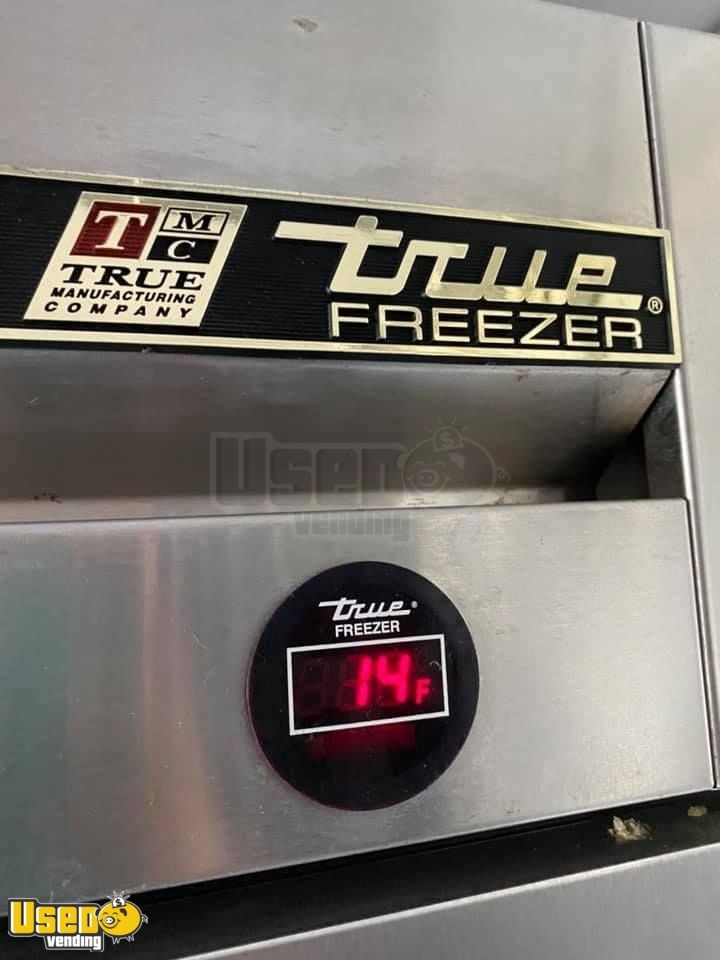 T M C
TRUE
MANUFACTURING
COMPANY
true®
FREEZER
Used
vending
true®
FREEZER
14F
Used
vending